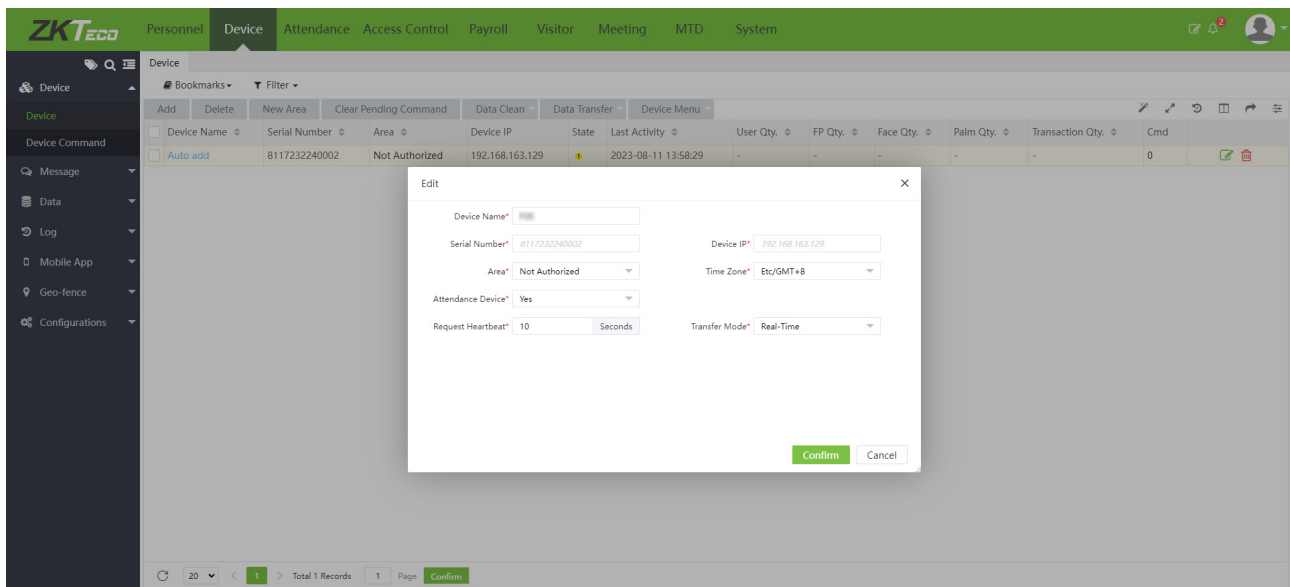 ZKTECO Personnel Device Attendance Access Control Payroll Visitor Meeting MTD System 2
Device
Bookmarks Filter
Device
Add Delete New Area Clear Pending Command Data Clean Data Transfer Device Menu
Device
Device Name Serial Number Area Device IP State Last Activity User Qty. FP Qty. Face Qty. Palm Qty. Transaction Qty. Cmd
Device Command
Auto add 8117232240002 Not Authorized 192.168.163.129 2023-08-11 13:58:29 - - - - - 0
Message
Data
Log
Mobile App
Geo-fence
Configurations
Edit
Device Name*
Serial Number* 8117232240002 Device IP* 192.168.163.129
Area* Not Authorized Time Zone* Etc/GMT+8
Attendance Device* Yes
Request Heartbeat* 10 Seconds Transfer Mode* Real-Time
Confirm Cancel
20 < 1 > Total 1 Records 1 Page Confirm